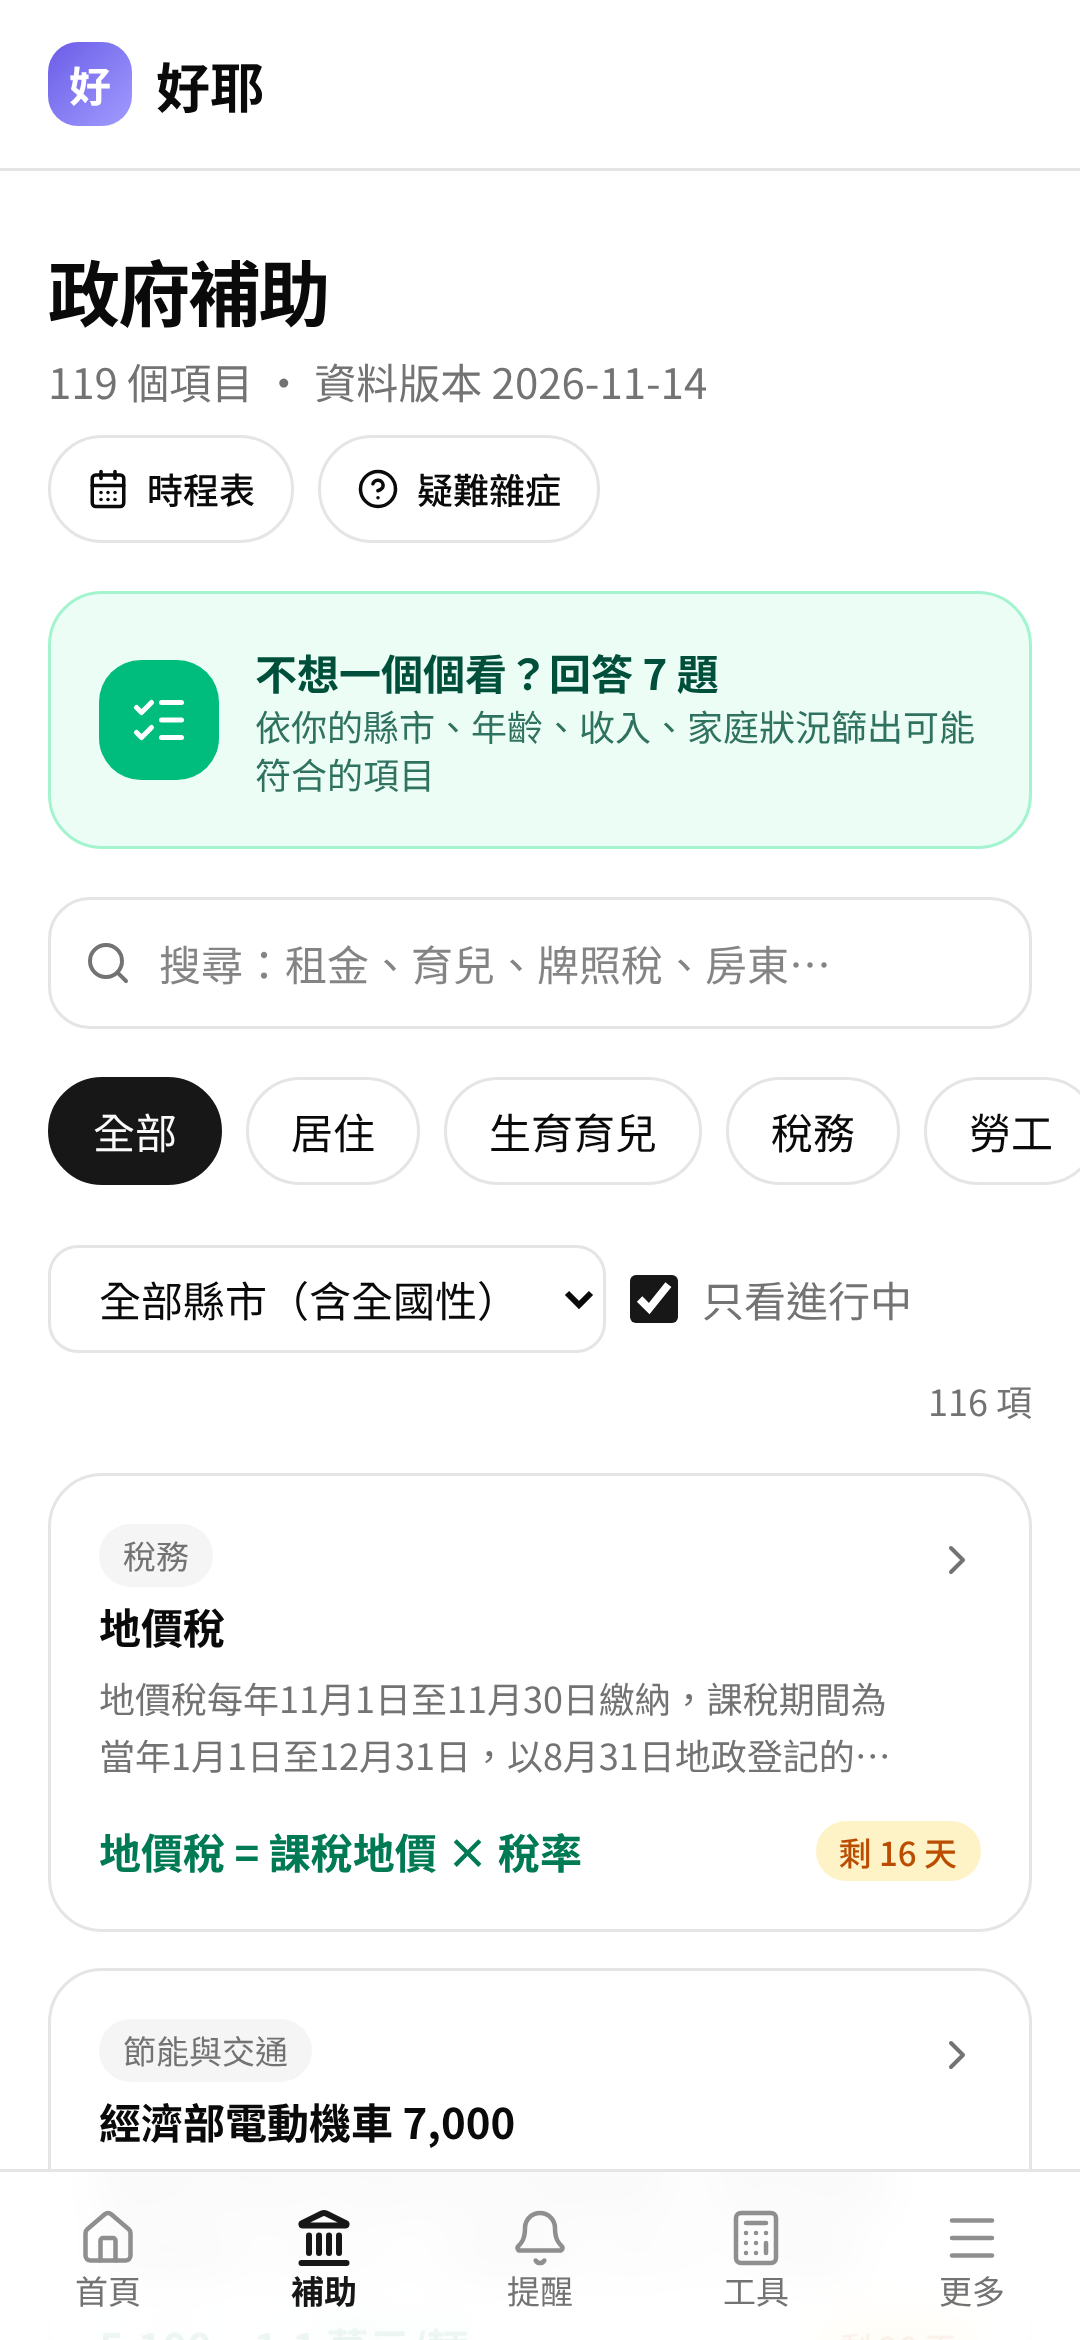 好 好耶
政府補助
119 個項目 • 資料版本 2026-11-14
時程表 疑難雜症
不想一個個看？回答 7 題
依你的縣市、年齡、收入、家庭狀況篩出可能
符合的項目
搜尋：租金、育兒、牌照稅、房東⋯
全部 居住 生育育兒 稅務 勞工
全部縣市（含全國性） 只看進行中
116 項
稅務
地價稅
地價稅每年11月1日至11月30日繳納，課稅期間為
當年1月1日至12月31日，以8月31日地政登記的⋯
地價稅 = 課稅地價 × 稅率 剩 16 天
節能與交通
經濟部電動機車 7,000
首頁 補助 提醒 工具 更多